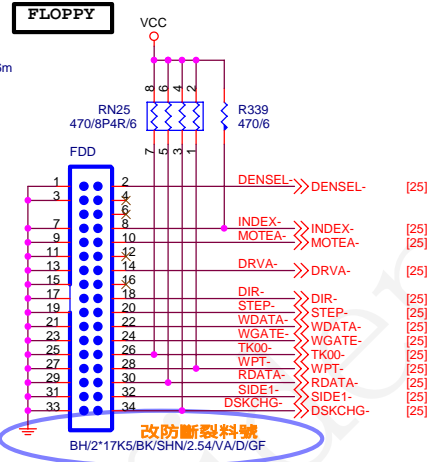 FLOPPY
VCC
6m
8 6 4 2
RN25
470/8P4R/6
R339
470/6
7 5 3 1
FDD
1 2 DENSEL- DENSEL- [25]
3 4
6
7 8 INDEX- INDEX- [25]
9 10 MOTEA- MOTEA- [25]
11 12
13 14 DRVA- DRVA- [25]
15 16
17 18 DIR- DIR- [25]
19 20 STEP- STEP- [25]
21 22 WDATA- WDATA- [25]
23 24 WGATE- WGATE- [25]
25 26 TK00- TK00- [25]
27 28 WPT- WPT- [25]
29 30 RDATA- RDATA- [25]
31 32 SIDE1- SIDE1- [25]
33 34 DSKCHG- DSKCHG- [25]
改防斷裂料號
BH/2*17K5/BK/SHN/2.54/VA/D/GF